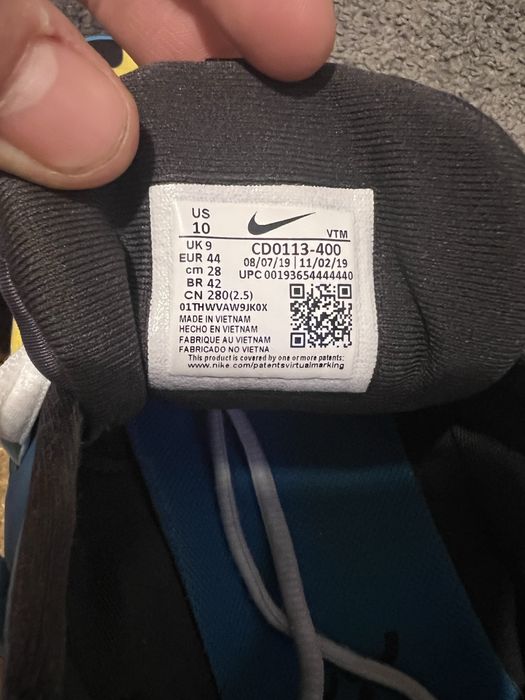 US
10
UK 9
EUR 44
cm 28
BR 42
CN 280(2.5)
VTM
CD0113-400
08/07/19 | 11/02/19
UPC 00193654444440
01THWVAW9JK0X
MADE IN VIETNAM
HECHO EN VIETNAM
FABRIQUE AU VIETNAM
FABRICADO NO VIETNA
This product is covered by one or more patents:
www.nike.com/patentsvirtualmarking